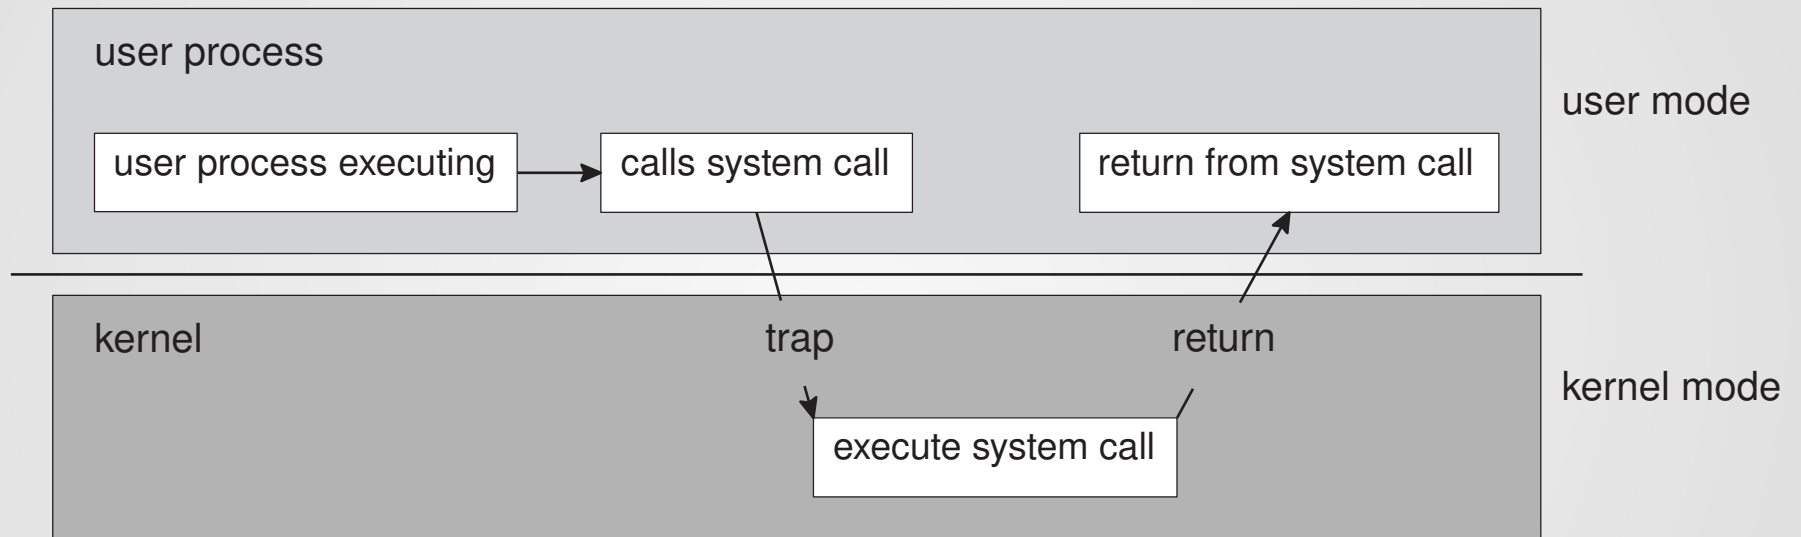 user process
user mode
user process executing
calls system call
return from system call
kernel
trap
return
kernel mode
execute system call